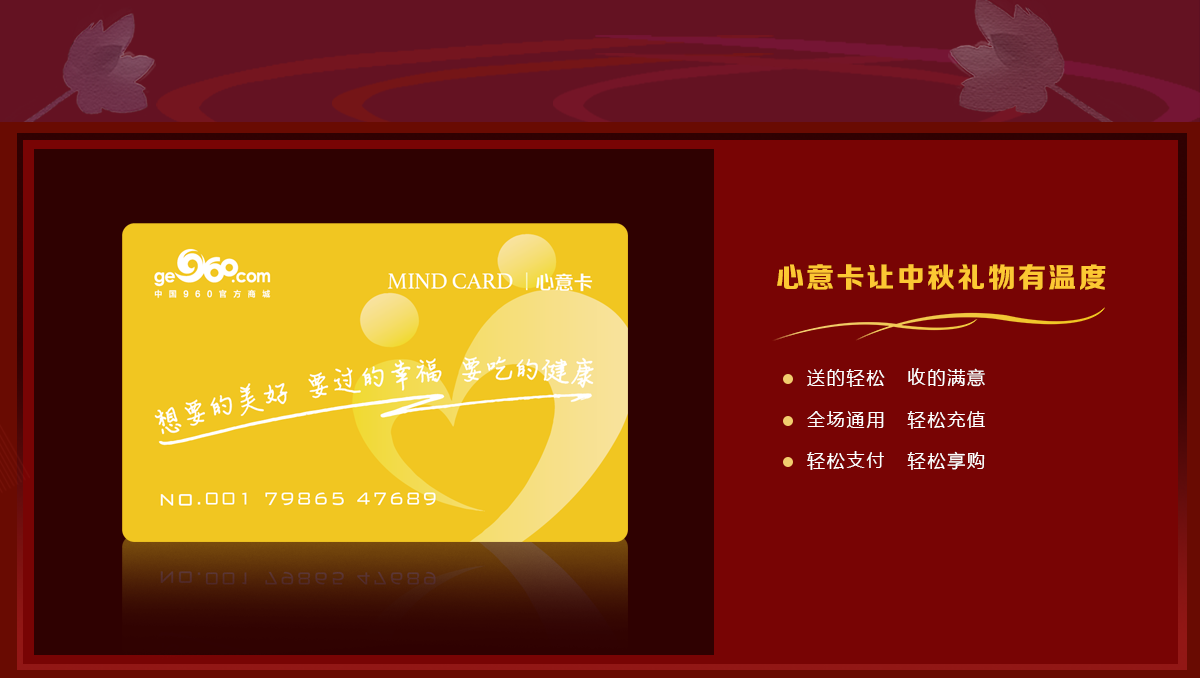 ge960.com
中国960官方商城
MIND CARD 心意卡
想要的美好 要过的幸福 要吃的健康
NO.001 79865 47689
心意卡让中秋礼物有温度
送的轻松 收的满意
全场通用 轻松充值
轻松支付 轻松享购